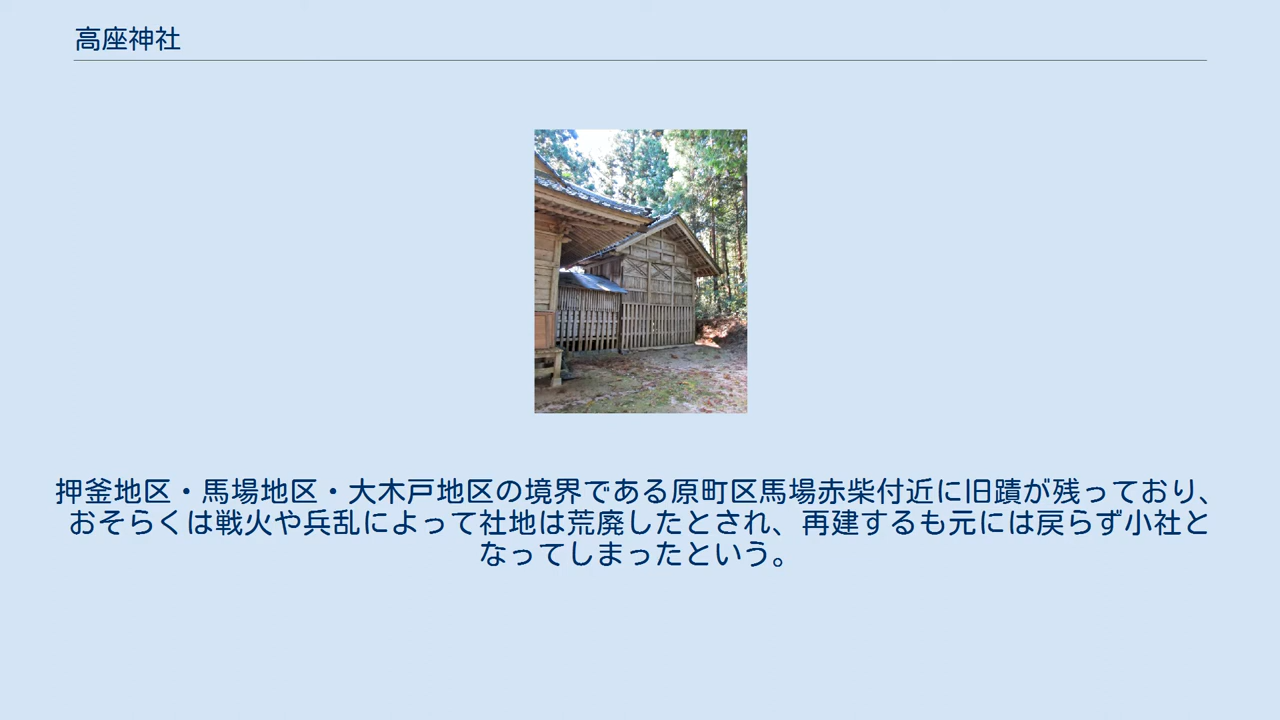 高座神社
押釜地区・馬場地区・大木戸地区の境界である原町区馬場赤柴付近に旧蹟が残っており、
おそらくは戦火や兵乱によって社地は荒廃したとされ、再建するも元には戻らず小社と
なってしまったという。